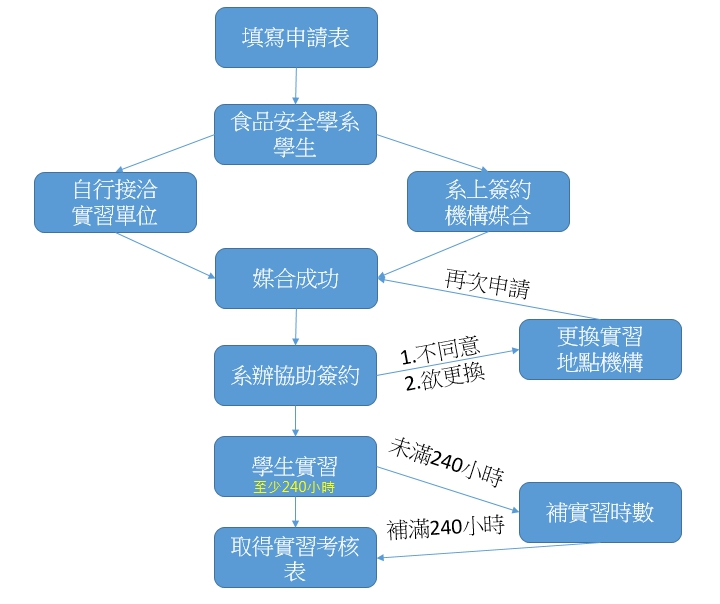 填寫申請表
食品安全學系
學生
自行接洽
實習單位
系上簽約
機構媒合
媒合成功
再次申請
更換實習
地點機構
系辦協助簽約
1.不同意
2.欲更換
學生實習
至少240小時
未滿240小時
補實習時數
補滿240小時
取得實習考核
表